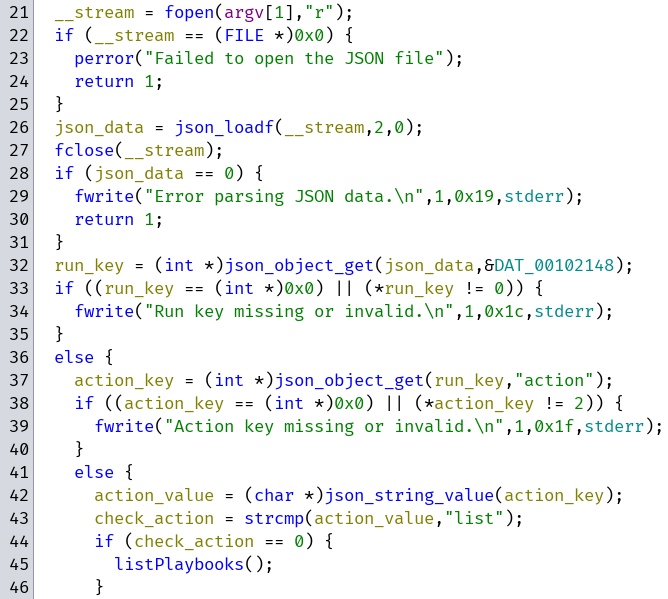 21 __stream = fopen(argv[1],"r");
22 if (__stream == (FILE *)0x0) {
23 perror("Failed to open the JSON file");
24 return 1;
25 }
26 json_data = json_loadf(__stream,2,0);
27 fclose(__stream);
28 if (json_data == 0) {
29 fwrite("Error parsing JSON data.\n",1,0x19,stderr);
30 return 1;
31 }
32 run_key = (int *)json_object_get(json_data,&DAT_00102148);
33 if ((run_key == (int *)0x0) || (*run_key != 0)) {
34 fwrite("Run key missing or invalid.\n",1,0x1c,stderr);
35 }
36 else {
37 action_key = (int *)json_object_get(run_key,"action");
38 if ((action_key == (int *)0x0) || (*action_key != 2)) {
39 fwrite("Action key missing or invalid.\n",1,0x1f,stderr);
40 }
41 else {
42 action_value = (char *)json_string_value(action_key);
43 check_action = strcmp(action_value,"list");
44 if (check_action == 0) {
45 listPlaybooks();
46 }